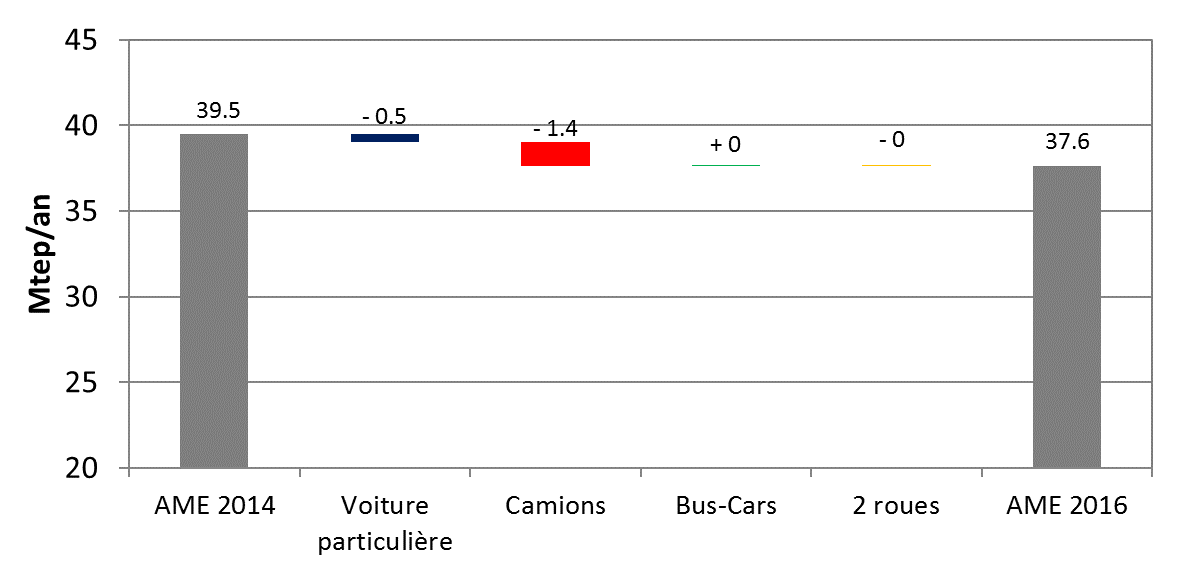 45
40
35
30
25
20
Mtep/an
39.5
- 0.5
- 1.4
+ 0
- 0
37.6
AME 2014
Voiture
particulière
Camions
Bus-Cars
2 roues
AME 2016